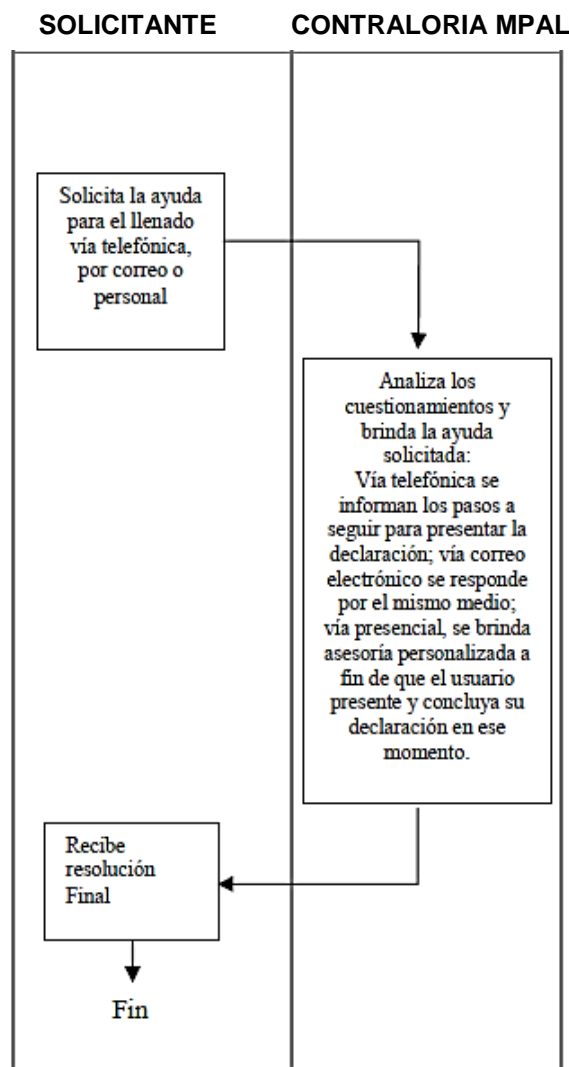 SOLICITANTE
CONTRALORIA MPAL
Solicita la ayuda
para el llenado
vía telefónica,
por correo o
personal
Analiza los
cuestionamientos y
brinda la ayuda
solicitada:
Vía telefónica se
informan los pasos a
seguir para presentar la
declaración; vía correo
electrónico se responde
por el mismo medio;
vía presencial, se brinda
asesoría personalizada a
fin de que el usuario
presente y concluya su
declaración en ese
momento.
Recibe
resolución
Final
Fin